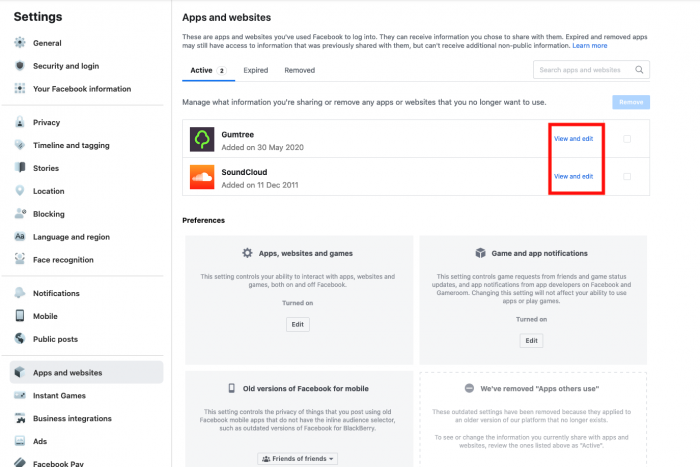 Settings
General
Security and login
Your Facebook information
Privacy
Timeline and tagging
Stories
Location
Blocking
Aa Language and region
Face recognition
Notifications
Mobile
Public posts
Apps and websites
Instant Games
Business integrations
Ads
Facebook Pay
Apps and websites
These are apps and websites you've used Facebook to log into. They can receive information you chose to share with them. Expired and removed apps
may still have access to information that was previously shared with them, but can't receive additional non-public information. Learn more
Active 2 Expired Removed
Search apps and websites
Manage what information you're sharing or remove any apps or websites that you no longer want to use.
Remove
Gumtree
Added on 30 May 2020
View and edit
SoundCloud
Added on 11 Dec 2011
View and edit
Preferences
Apps, websites and games
This setting controls your ability to interact with apps, websites and
games, both on and off Facebook.
Turned on
Edit
Game and app notifications
This setting controls game requests from friends and game status
updates, and app notifications from app developers on Facebook and
Gameroom. Changing this setting will not affect your ability to use
apps or play games.
Turned on
Edit
Old versions of Facebook for mobile
This setting controls the privacy of things that you post using old
Facebook mobile apps that do not have the inline audience selector,
such as outdated versions of Facebook for BlackBerry.
Friends of friends
We've removed "Apps others use"
These outdated settings have been removed because they applied to
an older version of our platform that no longer exists.
To see or change the information you currently share with apps and
websites, review the ones listed above as "Active".